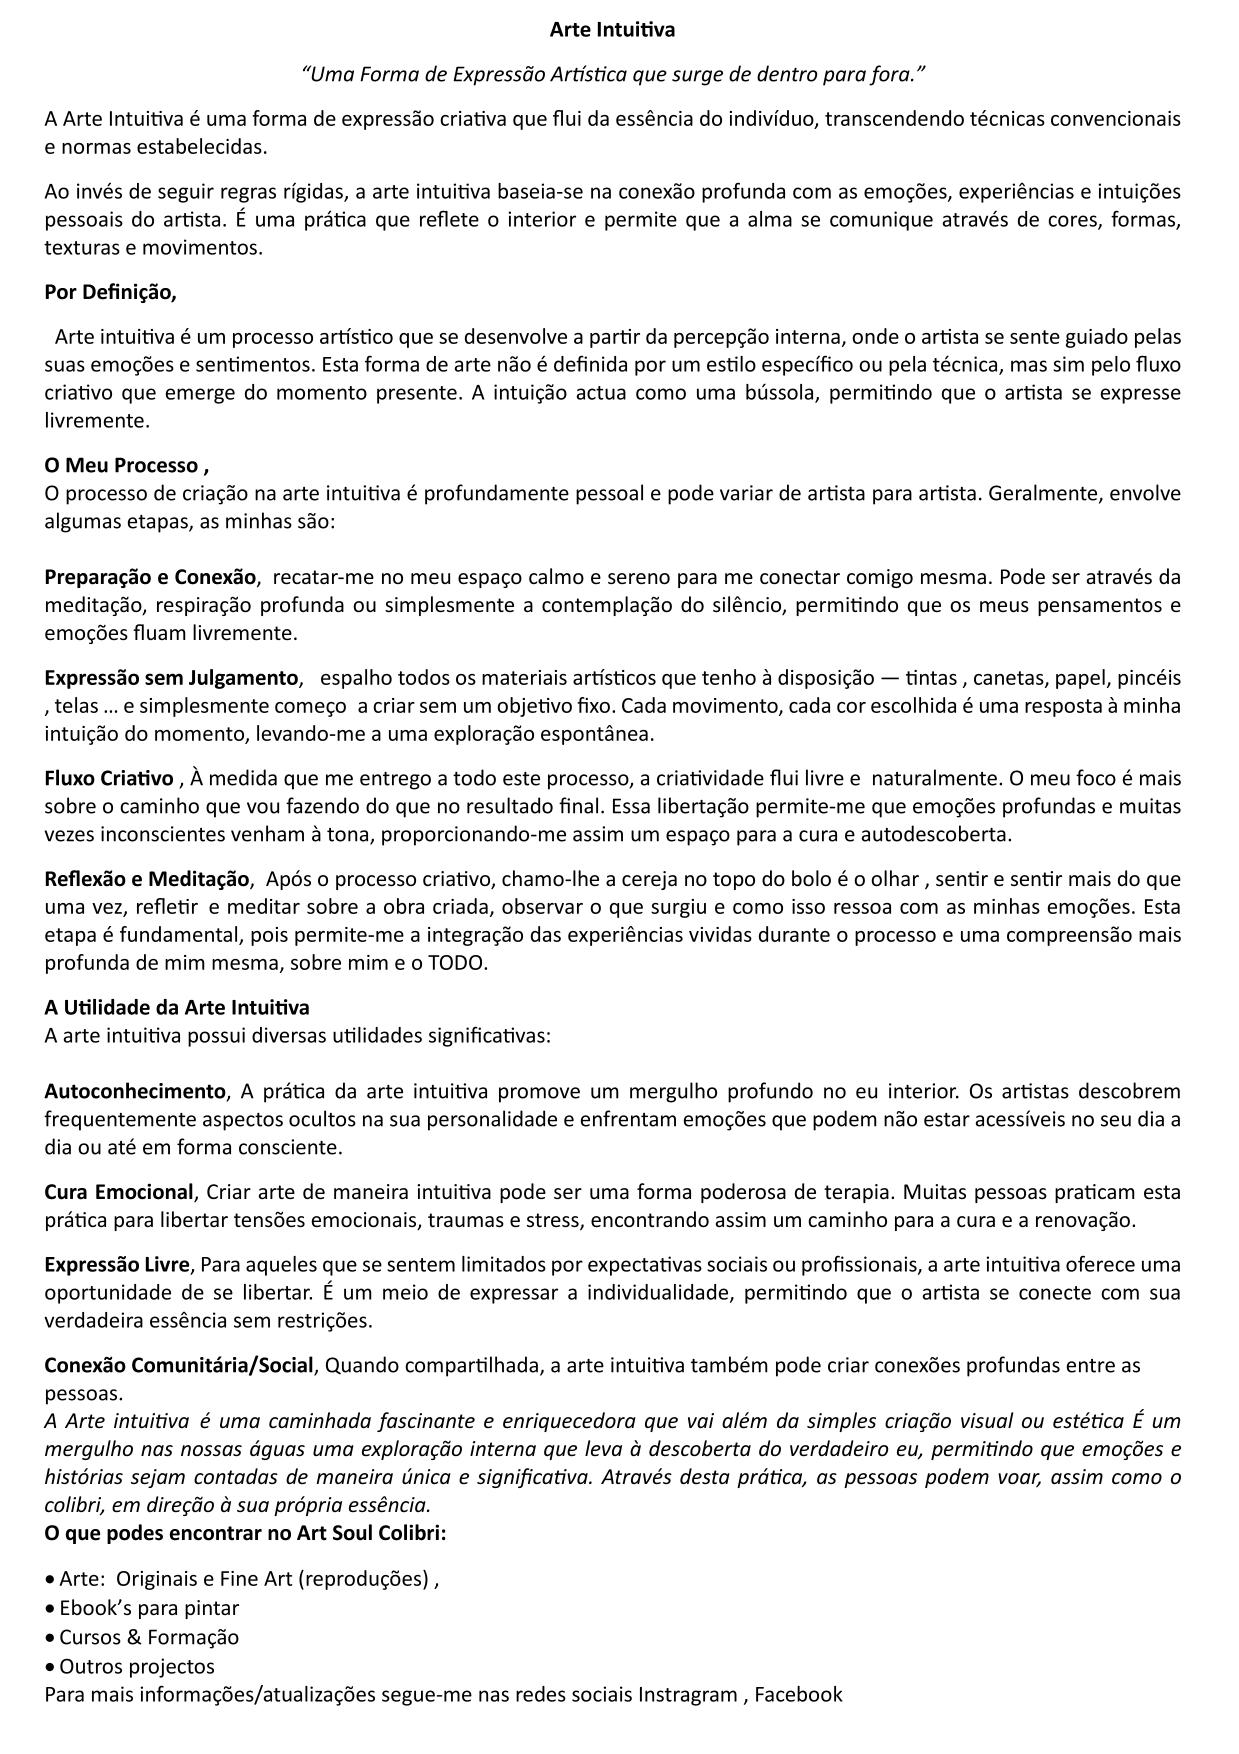 Arte Intuitiva
“Uma Forma de Expressão Artística que surge de dentro para fora.”
A Arte Intuitiva é uma forma de expressão criativa que flui da essência do indivíduo, transcendendo técnicas convencionais
e normas estabelecidas.
Ao invés de seguir regras rígidas, a arte intuitiva baseia-se na conexão profunda com as emoções, experiências e intuições
pessoais do artista. É uma prática que reflete o interior e permite que a alma se comunique através de cores, formas,
texturas e movimentos.
Por Definição,
Arte intuitiva é um processo artístico que se desenvolve a partir da percepção interna, onde o artista se sente guiado pelas
suas emoções e sentimentos. Esta forma de arte não é definida por um estilo específico ou pela técnica, mas sim pelo fluxo
criativo que emerge do momento presente. A intuição actua como uma bússola, permitindo que o artista se expresse
livremente.
O Meu Processo ,
O processo de criação na arte intuitiva é profundamente pessoal e pode variar de artista para artista. Geralmente, envolve
algumas etapas, as minhas são:
Preparação e Conexão,  recatar-me no meu espaço calmo e sereno para me conectar comigo mesma. Pode ser através da
meditação, respiração profunda ou simplesmente a contemplação do silêncio, permitindo que os meus pensamentos e
emoções fluam livremente.
Expressão sem Julgamento,   espalho todos os materiais artísticos que tenho à disposição — tintas , canetas, papel, pincéis
, telas ... e simplesmente começo  a criar sem um objetivo fixo. Cada movimento, cada cor escolhida é uma resposta à minha
intuição do momento, levando-me a uma exploração espontânea.
Fluxo Criativo , À medida que me entrego a todo este processo, a criatividade flui livre e  naturalmente. O meu foco é mais
sobre o caminho que vou fazendo do que no resultado final. Essa libertação permite-me que emoções profundas e muitas
vezes inconscientes venham à tona, proporcionando-me assim um espaço para a cura e autodescoberta.
Reflexão e Meditação,  Após o processo criativo, chamo-lhe a cereja no topo do bolo é o olhar , sentir e sentir mais do que
uma vez, refletir  e meditar sobre a obra criada, observar o que surgiu e como isso ressoa com as minhas emoções. Esta
etapa é fundamental, pois permite-me a integração das experiências vividas durante o processo e uma compreensão mais
profunda de mim mesma, sobre mim e o TODO.
A Utilidade da Arte Intuitiva
A arte intuitiva possui diversas utilidades significativas:
Autoconhecimento, A prática da arte intuitiva promove um mergulho profundo no eu interior. Os artistas descobrem
frequentemente aspectos ocultos na sua personalidade e enfrentam emoções que podem não estar acessíveis no seu dia a
dia ou até em forma consciente.
Cura Emocional, Criar arte de maneira intuitiva pode ser uma forma poderosa de terapia. Muitas pessoas praticam esta
prática para libertar tensões emocionais, traumas e stress, encontrando assim um caminho para a cura e a renovação.
Expressão Livre, Para aqueles que se sentem limitados por expectativas sociais ou profissionais, a arte intuitiva oferece uma
oportunidade de se libertar. É um meio de expressar a individualidade, permitindo que o artista se conecte com sua
verdadeira essência sem restrições.
Conexão Comunitária/Social, Quando compartilhada, a arte intuitiva também pode criar conexões profundas entre as
pessoas.
A Arte intuitiva é uma caminhada fascinante e enriquecedora que vai além da simples criação visual ou estética É um
mergulho nas nossas águas uma exploração interna que leva à descoberta do verdadeiro eu, permitindo que emoções e
histórias sejam contadas de maneira única e significativa. Através desta prática, as pessoas podem voar, assim como o
colibri, em direção à sua própria essência.
O que podes encontrar no Art Soul Colibri:
• Arte:  Originais e Fine Art (reproduções) ,
• Ebook’s para pintar
• Cursos & Formação
• Outros projectos
Para mais informações/atualizações segue-me nas redes sociais Instragram , Facebook